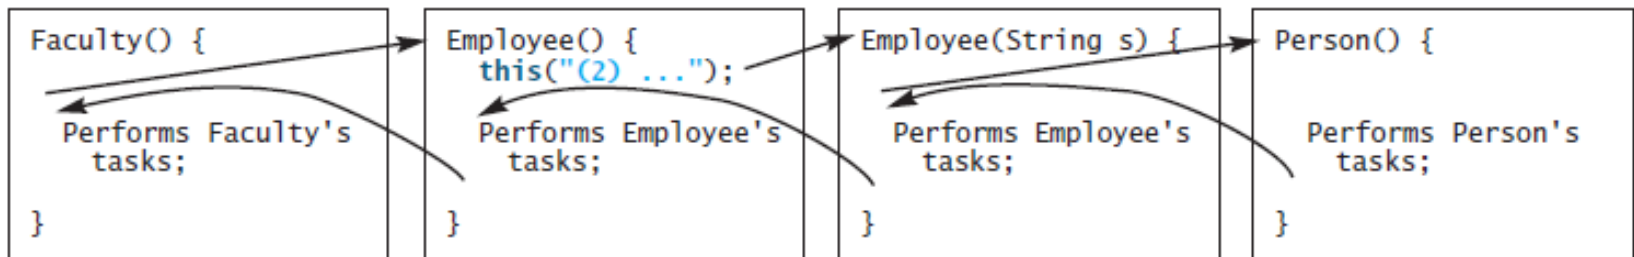 Faculty() {
Performs Faculty's
tasks;
}
Employee() {
this("(2) ...");
Performs Employee's
tasks;
}
Employee(String s) {
Performs Employee's
tasks;
}
Person() {
Performs Person's
tasks;
}